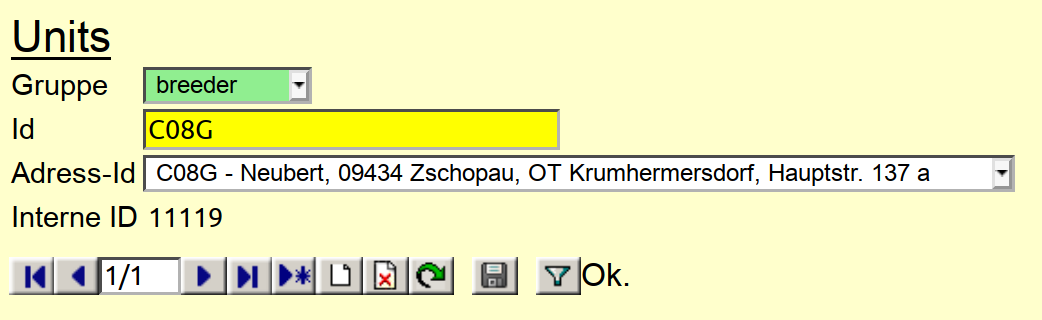 Units
Gruppe breeder
Id C08G
Adress-Id C08G - Neubert, 09434 Zschopau, OT Krumhermersdorf, Hauptstr. 137 a
Interne ID 11119
1/1 Ok.